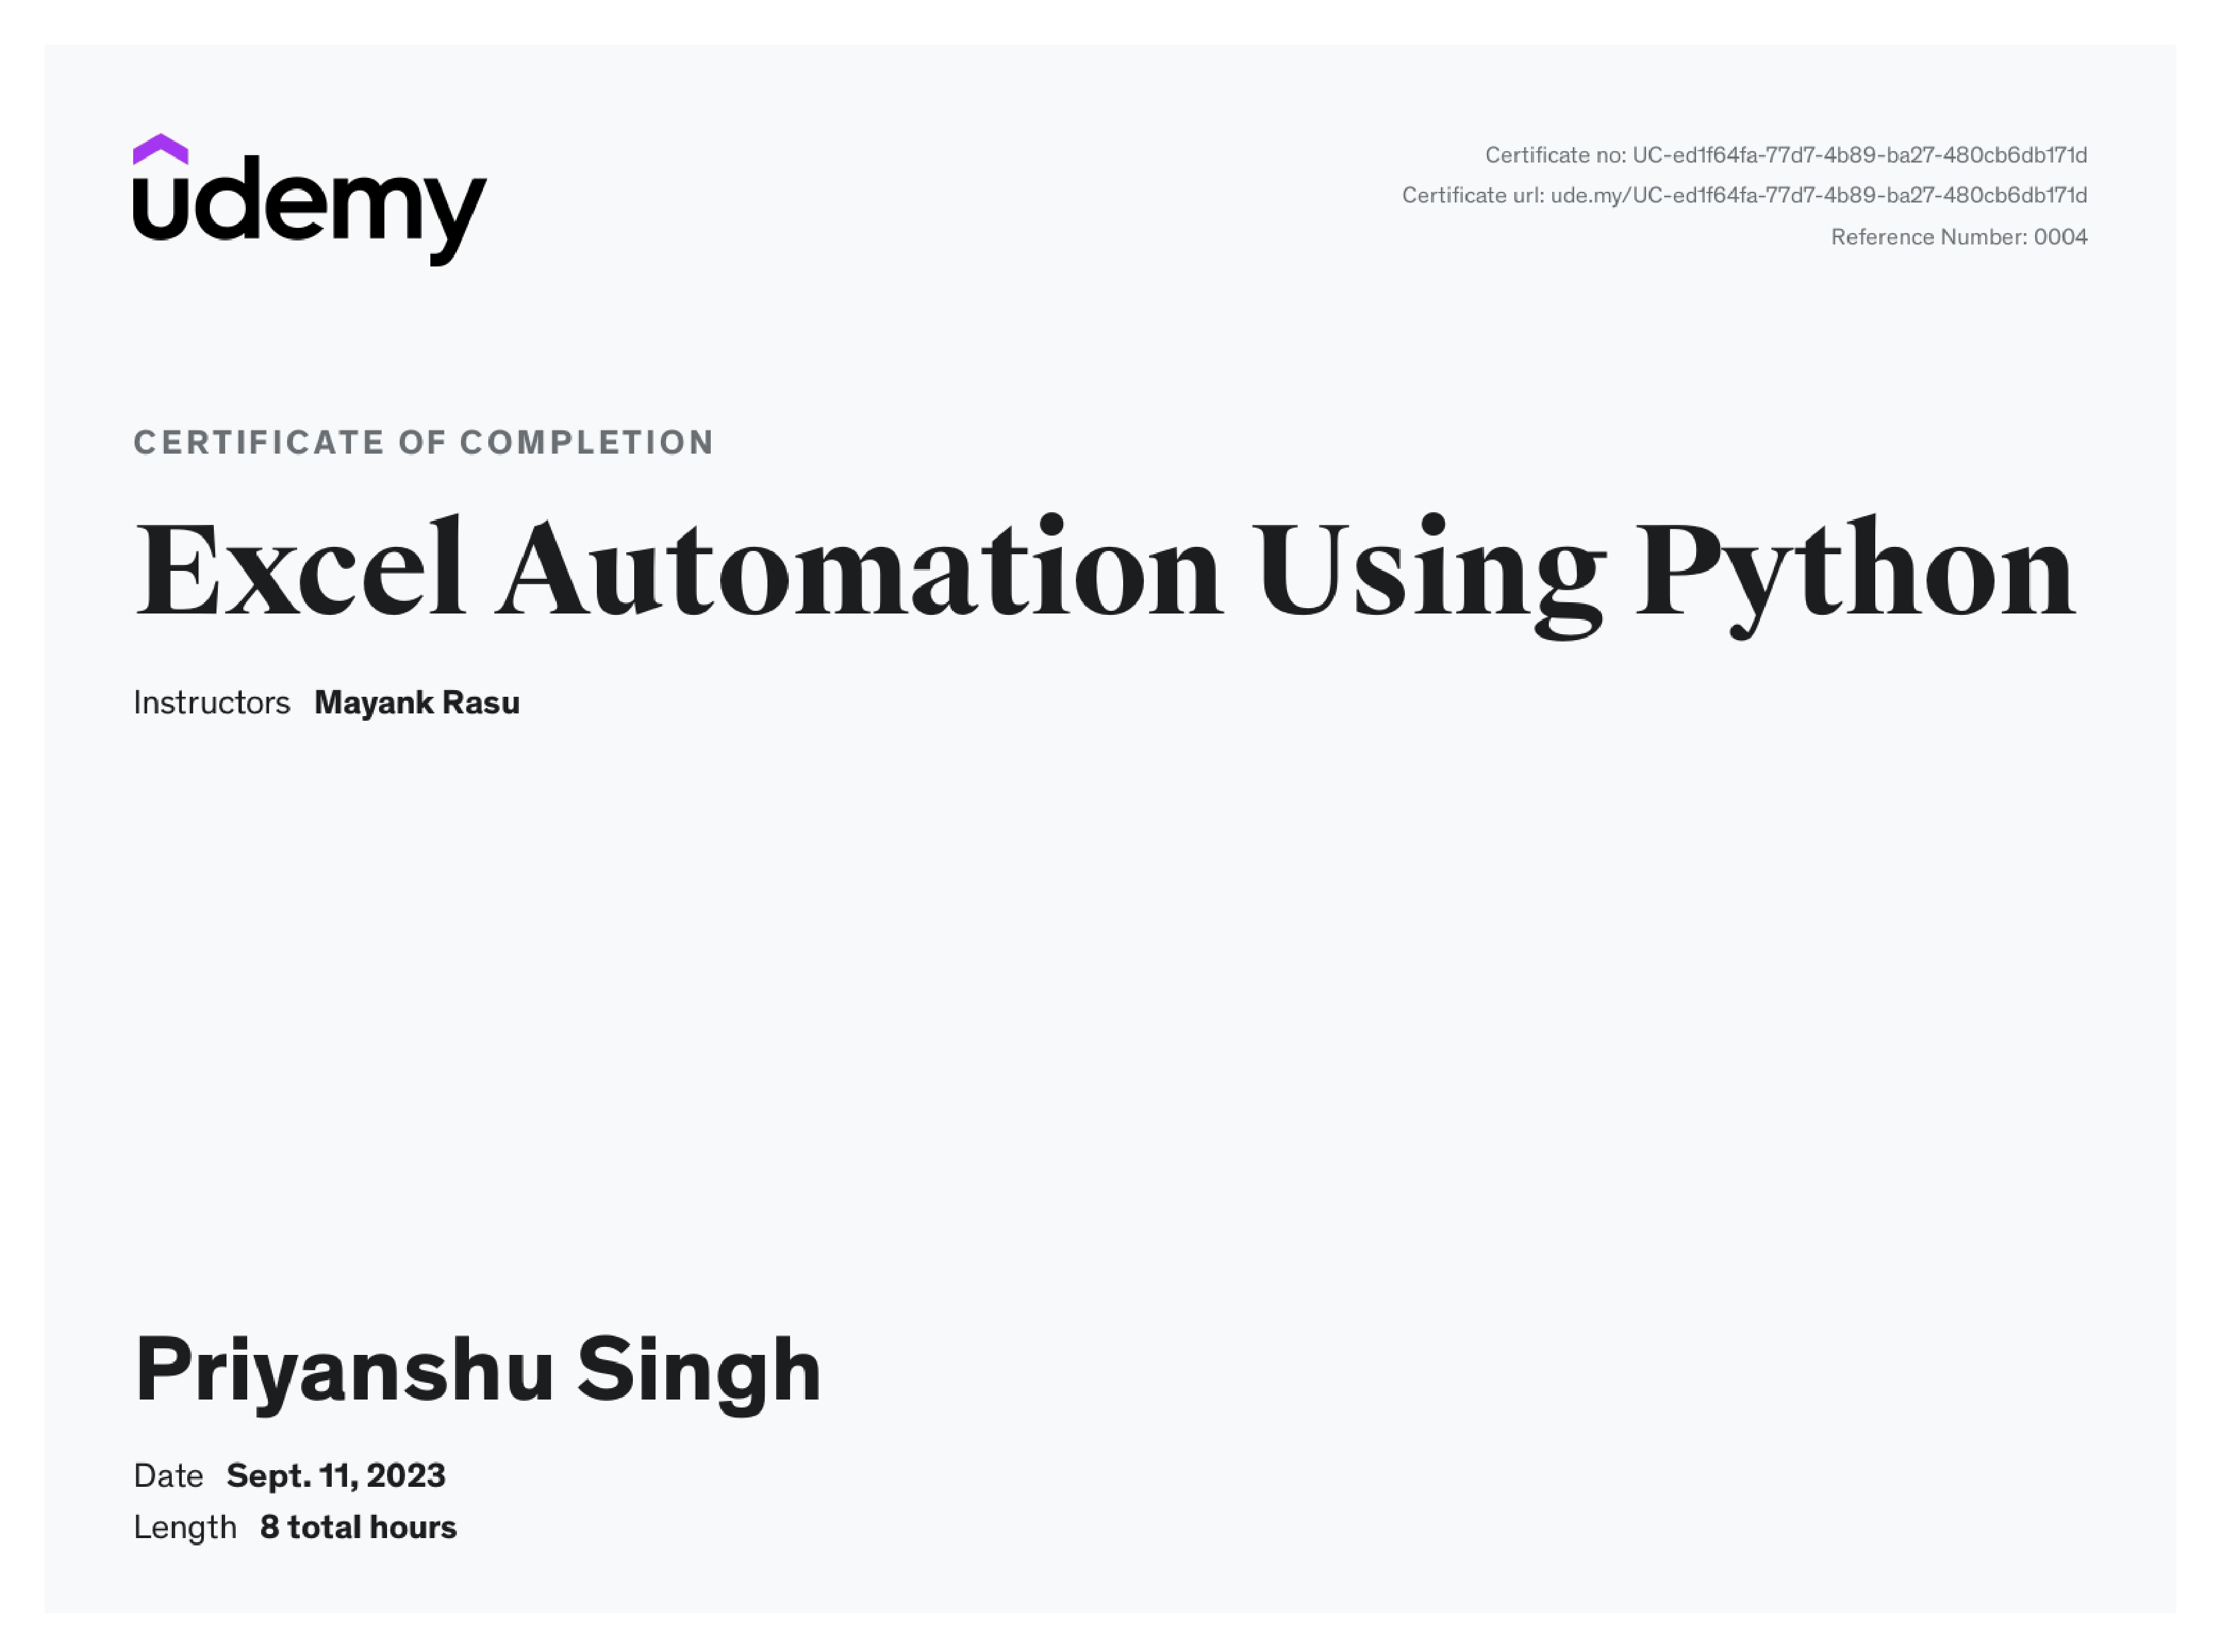 udemy
Certificate no: UC-ed1f64fa-77d7-4b89-ba27-480cb6db171d
Certificate url: ude.my/UC-ed1f64fa-77d7-4b89-ba27-480cb6db171d
Reference Number: 0004
CERTIFICATE OF COMPLETION
Excel Automation Using Python
Instructors Mayank Rasu
Priyanshu Singh
Date Sept. 11, 2023
Length 8 total hours